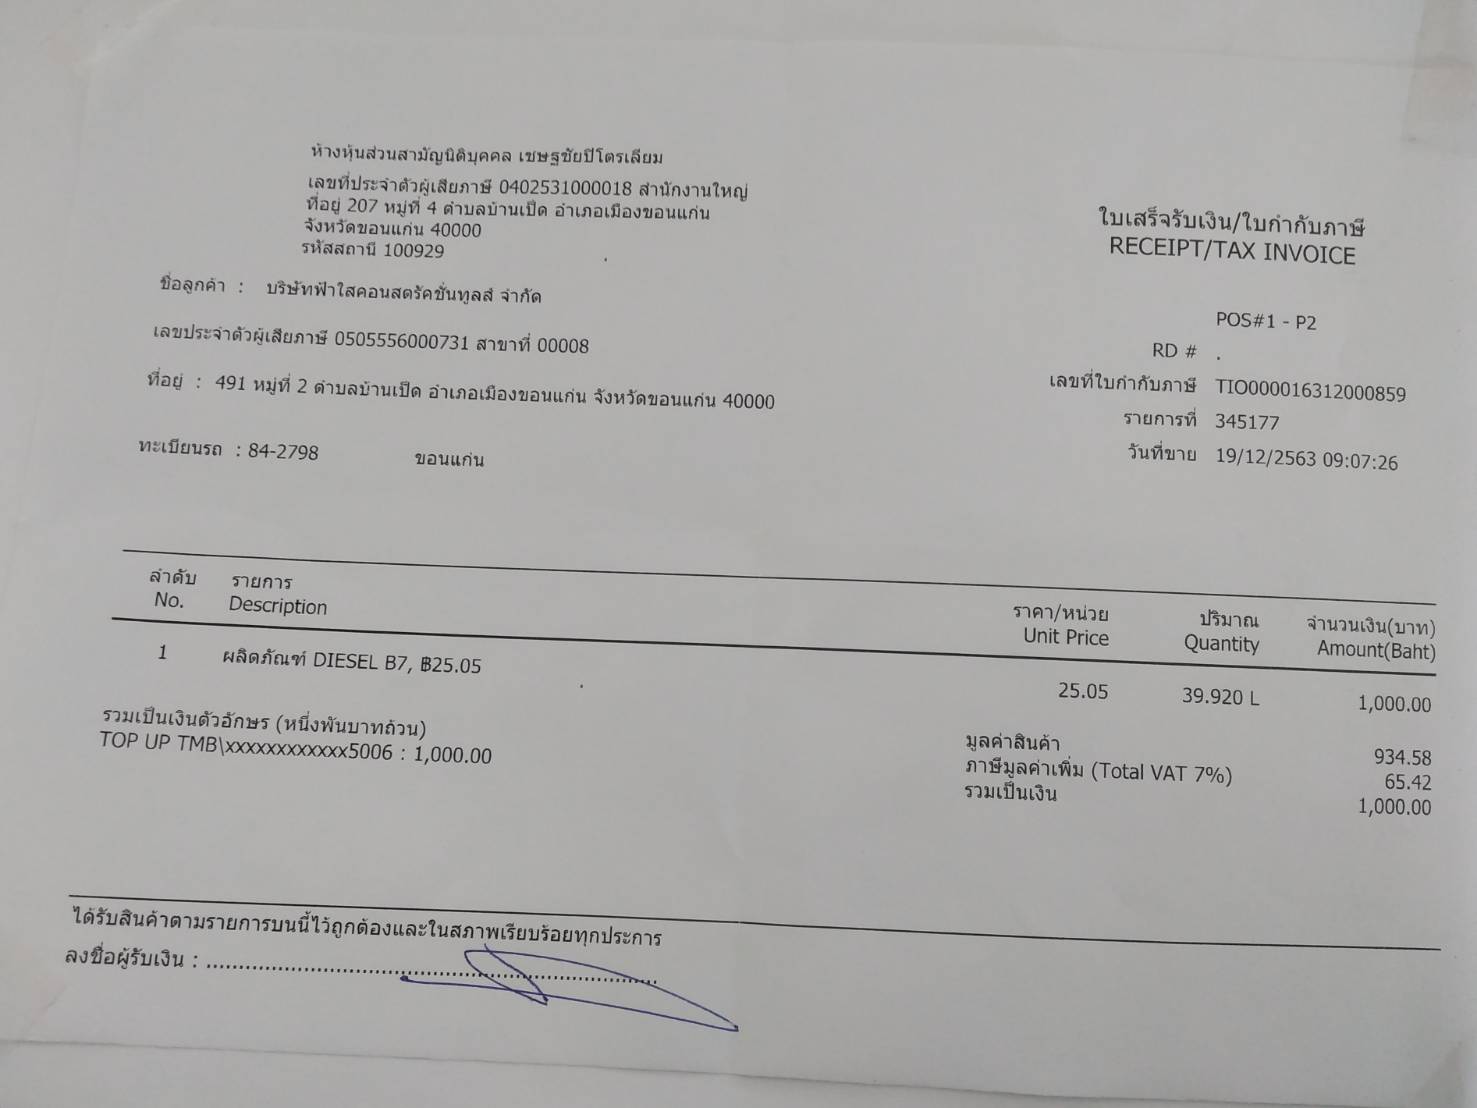 ห้างหุ้นส่วนสามัญนิติบุคคล เชษฐชัยปิโตรเลียม
เลขที่ประจำตัวผู้เสียภาษี 0402531000018 สำนักงานใหญ่
ที่อยู่ 207 หมู่ที่ 4 ตำบลบ้านเป็ด อำเภอเมืองขอนแก่น
จังหวัดขอนแก่น 40000
รหัสสถานี 100929
ใบเสร็จรับเงิน/ใบกำกับภาษี
RECEIPT/TAX INVOICE
ชื่อลูกค้า : บริษัทฟ้าใสคอนสตรัคชั่นทูลส์ จำกัด
เลขประจำตัวผู้เสียภาษี 0505556000731 สาขาที่ 00008
ที่อยู่ : 491 หมู่ที่ 2 ตำบลบ้านเป็ด อำเภอเมืองขอนแก่น จังหวัดขอนแก่น 40000
ทะเบียนรถ : 84-2798 ขอนแก่น
POS#1 - P2
RD # .
เลขที่ใบกำกับภาษี TIO000016312000859
รายการที่ 345177
วันที่ขาย 19/12/2563 09:07:26
ลำดับ รายการ ราคา/หน่วย ปริมาณ จำนวนเงิน(บาท)
No. Description Unit Price Quantity Amount(Baht)
1 ผลิตภัณฑ์ DIESEL B7, ฿25.05 25.05 39.920 L 1,000.00
รวมเป็นเงินตัวอักษร (หนึ่งพันบาทถ้วน)
TOP UP TMB\xxxxxxxxxxxx5006 : 1,000.00
มูลค่าสินค้า 934.58
ภาษีมูลค่าเพิ่ม (Total VAT 7%) 65.42
รวมเป็นเงิน 1,000.00
ได้รับสินค้าตามรายการบนนี้ไว้ถูกต้องและในสภาพเรียบร้อยทุกประการ
ลงชื่อผู้รับเงิน : ......................................................................